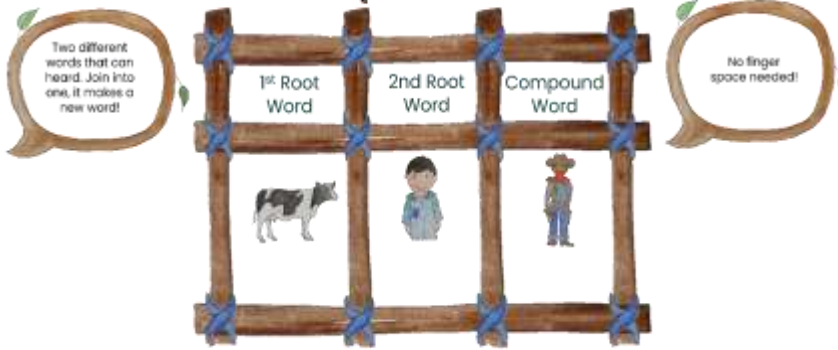 Two different
words that can
heard. Join into
one, it makes a
new word!
1st Root
Word
2nd Root
Word
Compound
Word
No finger
space needed!